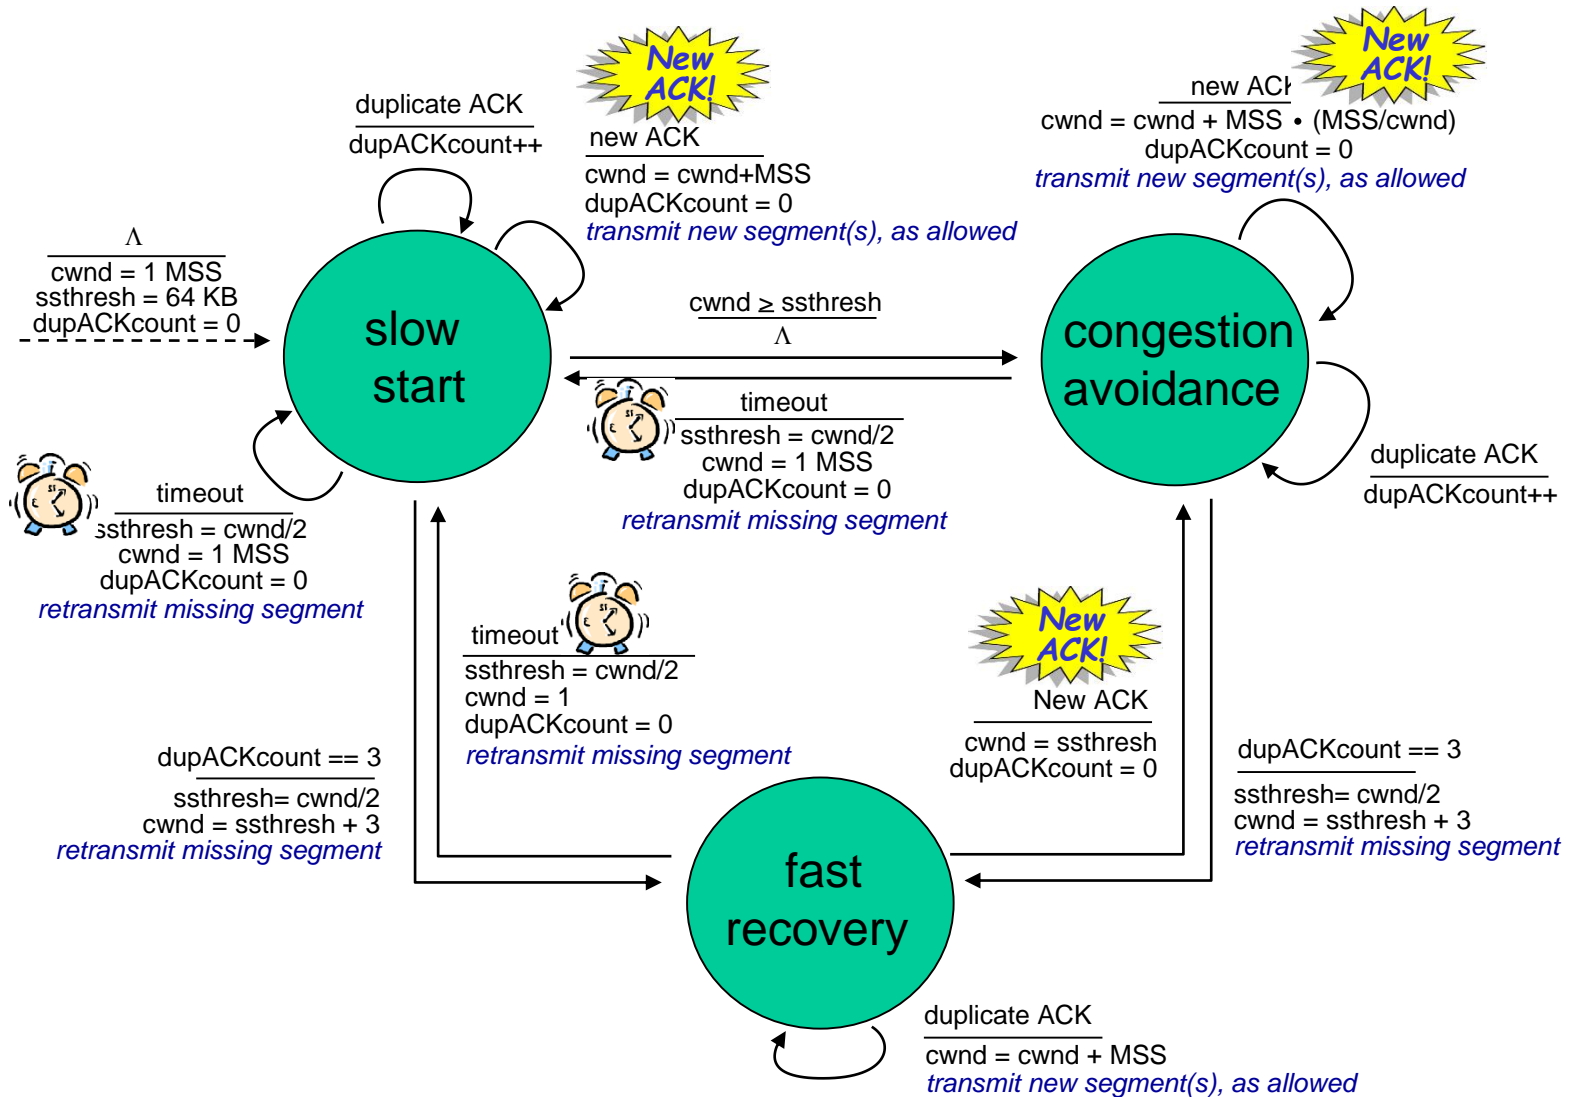 New
ACK!
duplicate ACK
dupACKcount++
new ACK
cwnd = cwnd+MSS
dupACKcount = 0
transmit new segment(s), as allowed
New
ACK!
new ACK
cwnd = cwnd + MSS • (MSS/cwnd)
dupACKcount = 0
transmit new segment(s), as allowed
Λ
cwnd = 1 MSS
ssthresh = 64 KB
dupACKcount = 0
slow
start
cwnd ≥ ssthresh
Λ
congestion
avoidance
timeout
ssthresh = cwnd/2
cwnd = 1 MSS
dupACKcount = 0
retransmit missing segment
duplicate ACK
dupACKcount++
timeout
ssthresh = cwnd/2
cwnd = 1 MSS
dupACKcount = 0
retransmit missing segment
timeout
ssthresh = cwnd/2
cwnd = 1
dupACKcount = 0
retransmit missing segment
New
ACK!
New ACK
cwnd = ssthresh
dupACKcount = 0
dupACKcount == 3
ssthresh= cwnd/2
cwnd = ssthresh + 3
retransmit missing segment
dupACKcount == 3
ssthresh= cwnd/2
cwnd = ssthresh + 3
retransmit missing segment
fast
recovery
duplicate ACK
cwnd = cwnd + MSS
transmit new segment(s), as allowed